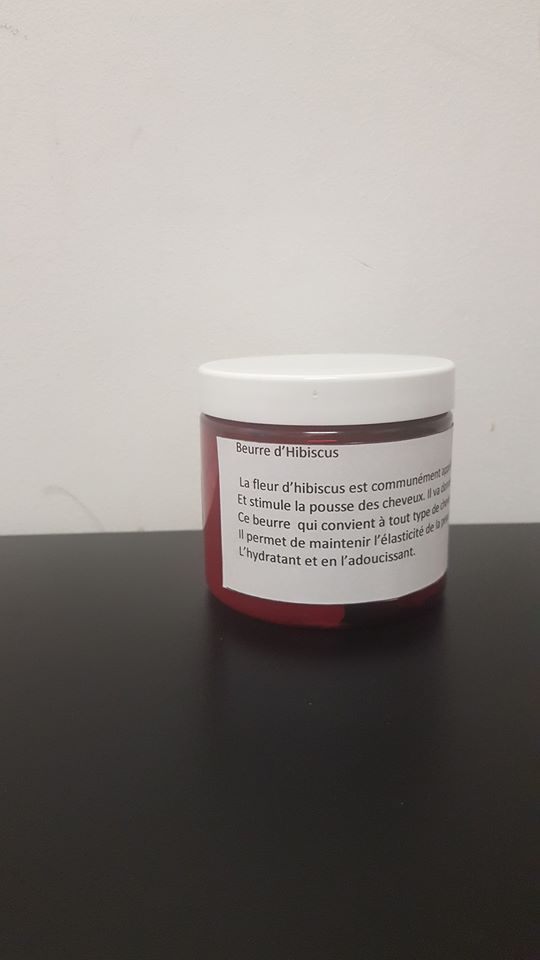 Beurre d'Hibiscus
La fleur d'hibiscus est communément
Et stimule la pousse des cheveux. Il va
Ce beurre qui convient à tout type de
Il permet de maintenir l'élasticité de la
L'hydratant et en l'adoucissant.